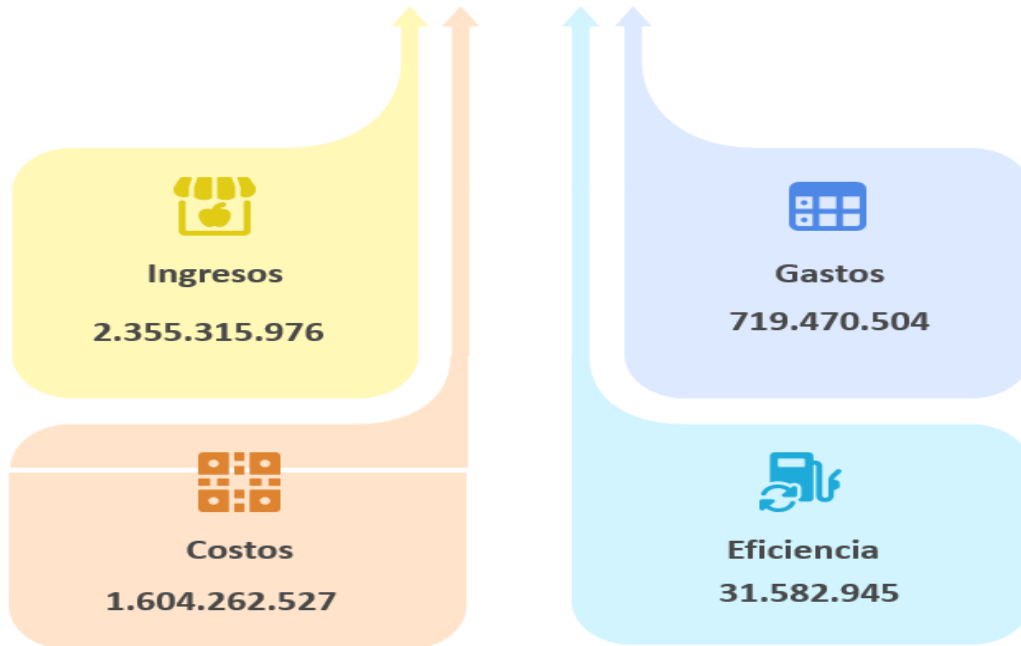 Ingresos
2.355.315.976
Gastos
719.470.504
Costos
1.604.262.527
Eficiencia
31.582.945